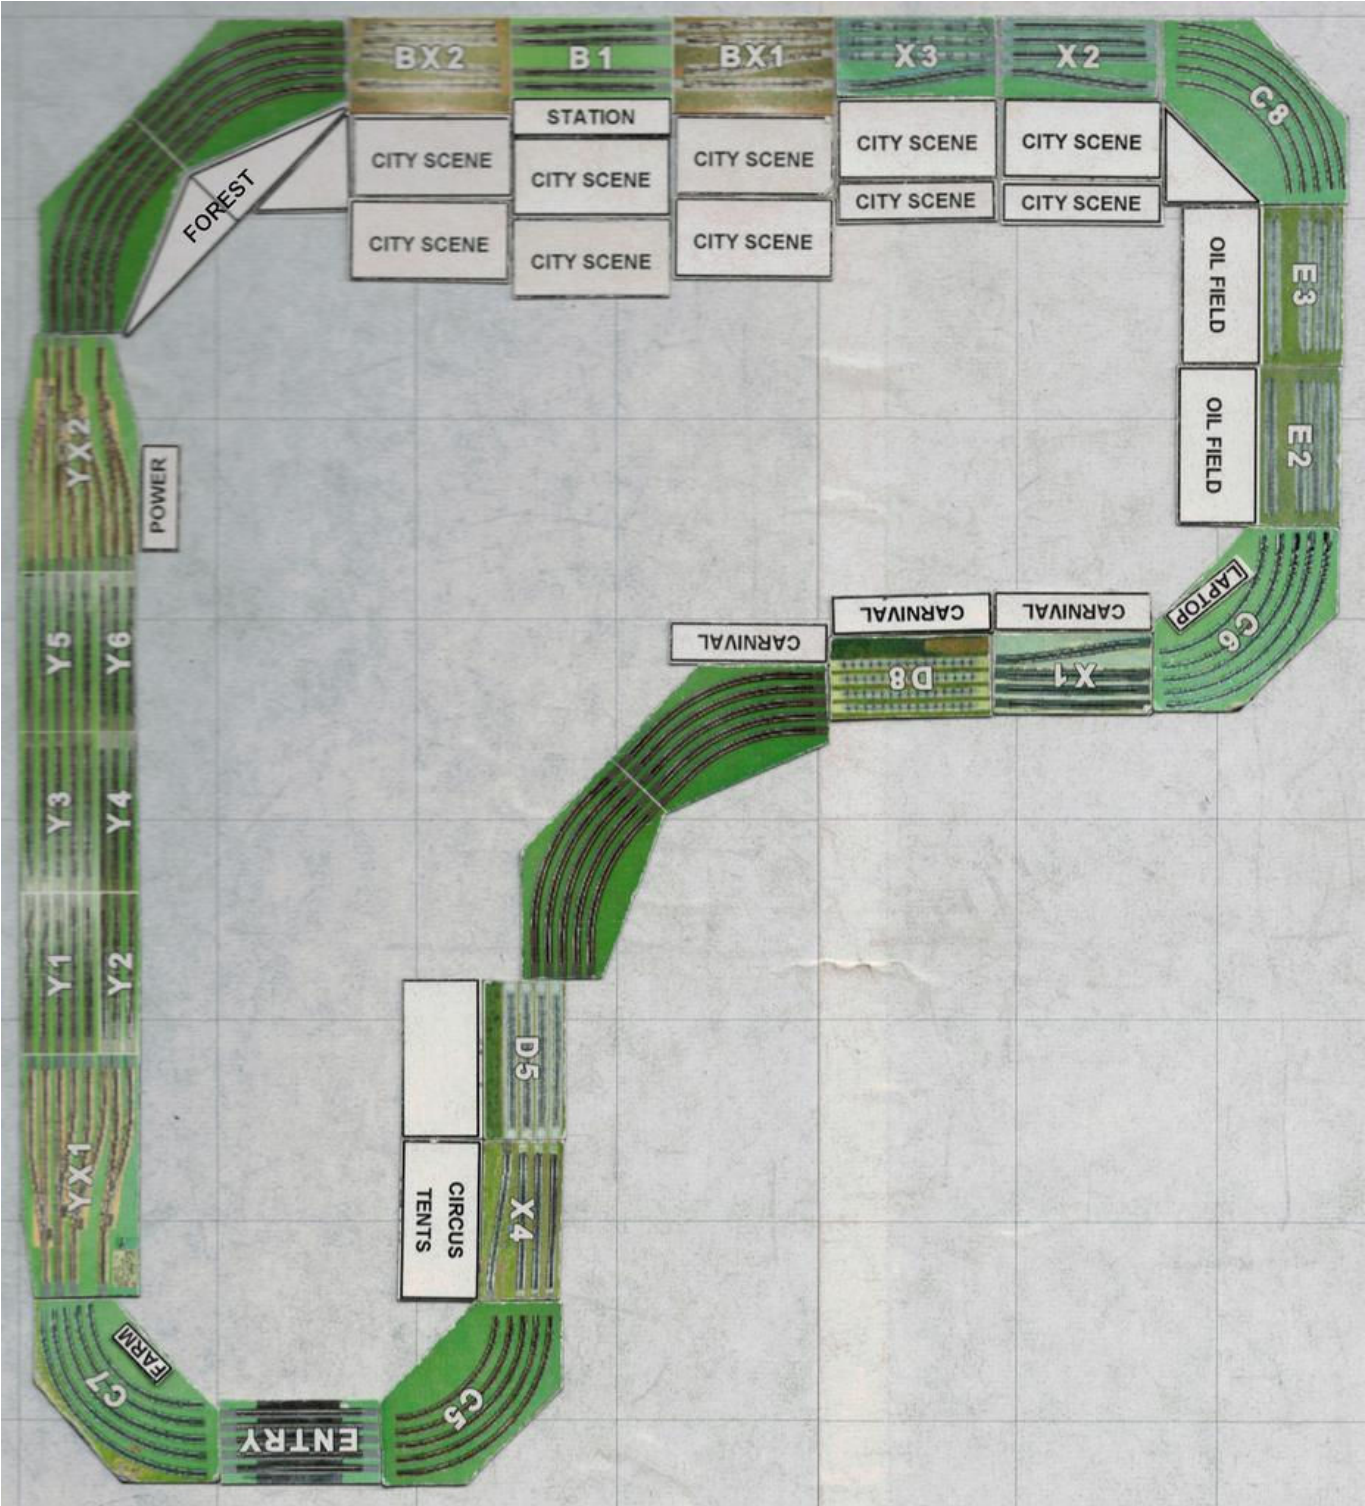 BX2
B1
BX1
X3
X2
C8
STATION
CITY SCENE
CITY SCENE
CITY SCENE
CITY SCENE
CITY SCENE
CITY SCENE
CITY SCENE
CITY SCENE
CITY SCENE
CITY SCENE
FOREST
OIL FIELD
E3
OIL FIELD
E2
YX2
POWER
LAPTOP
C6
CARNIVAL
CARNIVAL
CARNIVAL
D8
X1
Y5
Y6
Y3
Y4
Y1
Y2
D5
YX1
CIRCUS
TENTS
X4
FARM
C7
ENTRY
C5